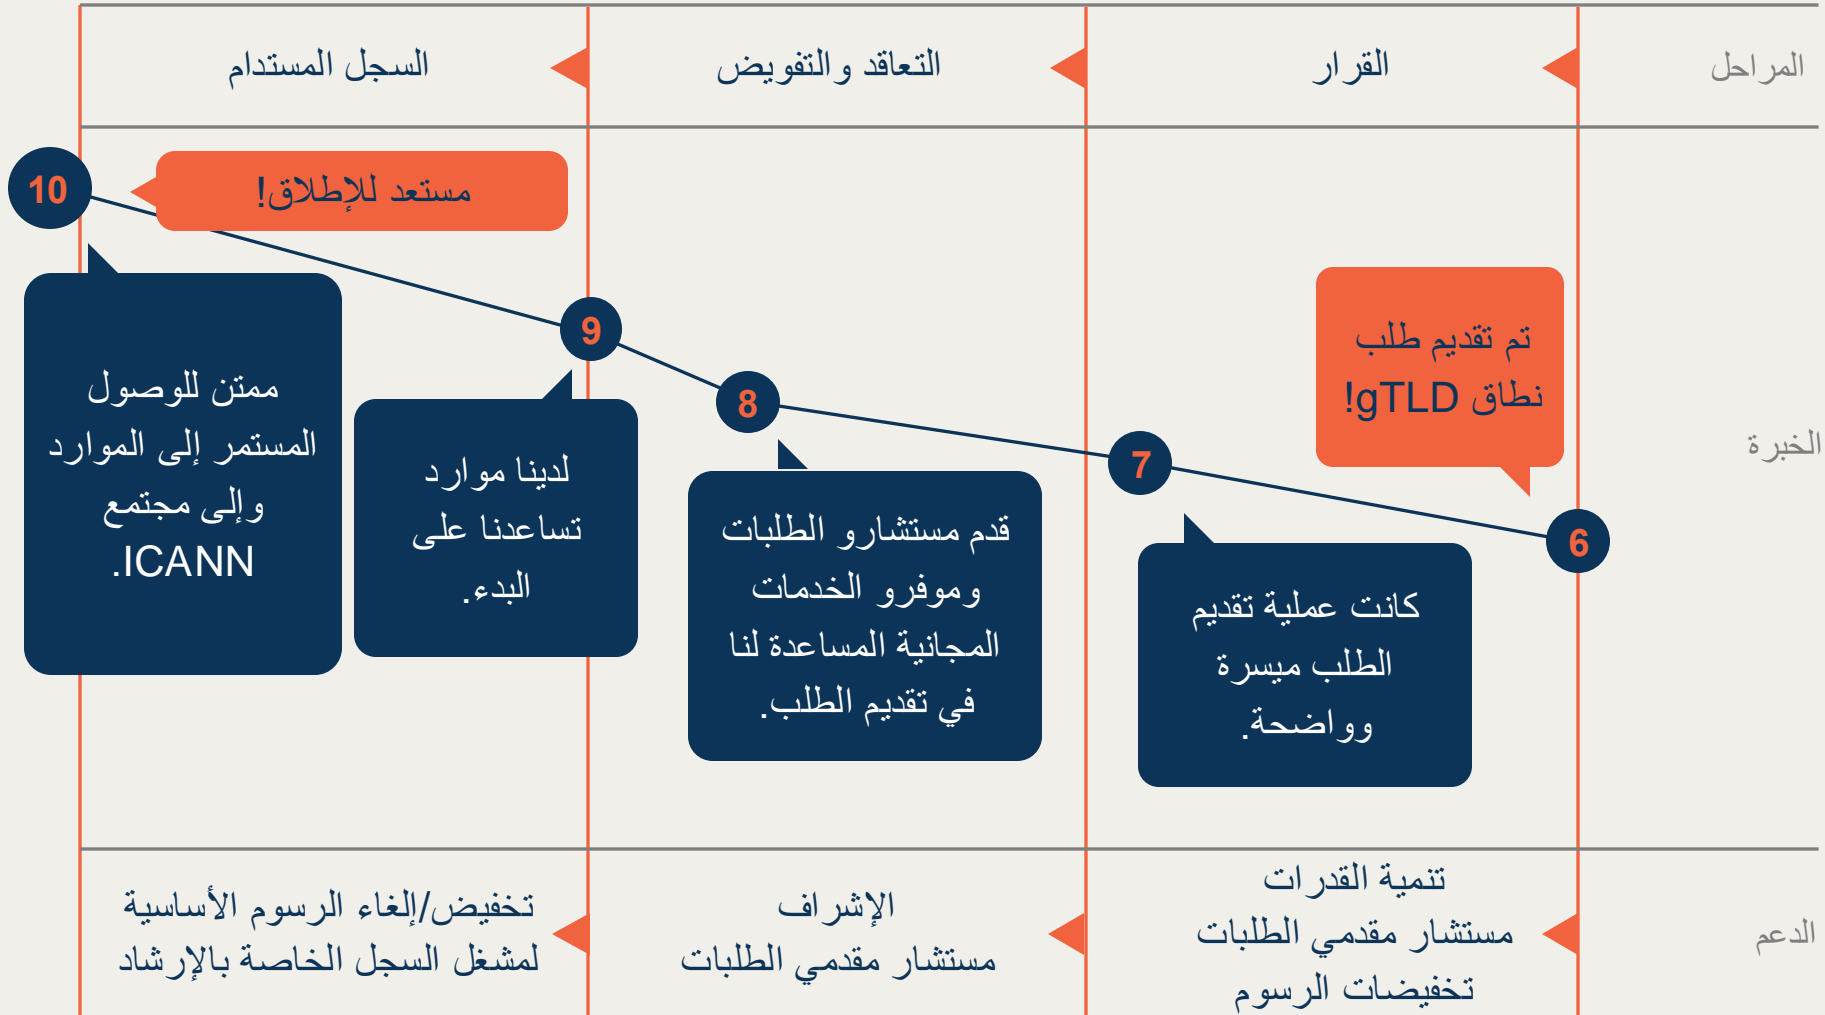 المراحل
القرار
التعاقد والتفويض
السجل المستدام
الخبرة
6
تم تقديم طلب
نطاق gTLD!
7
كانت عملية تقديم
الطلب ميسرة
وواضحة.
8
قدم مستشارو الطلبات
وموفرو الخدمات
المجانية المساعدة لنا
في تقديم الطلب.
9
لدينا موارد
تساعدنا على
البدء.
10
مستعد للإطلاق!
ممتن للوصول
المستمر إلى الموارد
وإلى مجتمع
ICANN.
الدعم
تنمية القدرات
مستشار مقدمي الطلبات
تخفيضات الرسوم
الإشراف
مستشار مقدمي الطلبات
تخفيض/إلغاء الرسوم الأساسية
لمشغل السجل الخاصة بالإرشاد